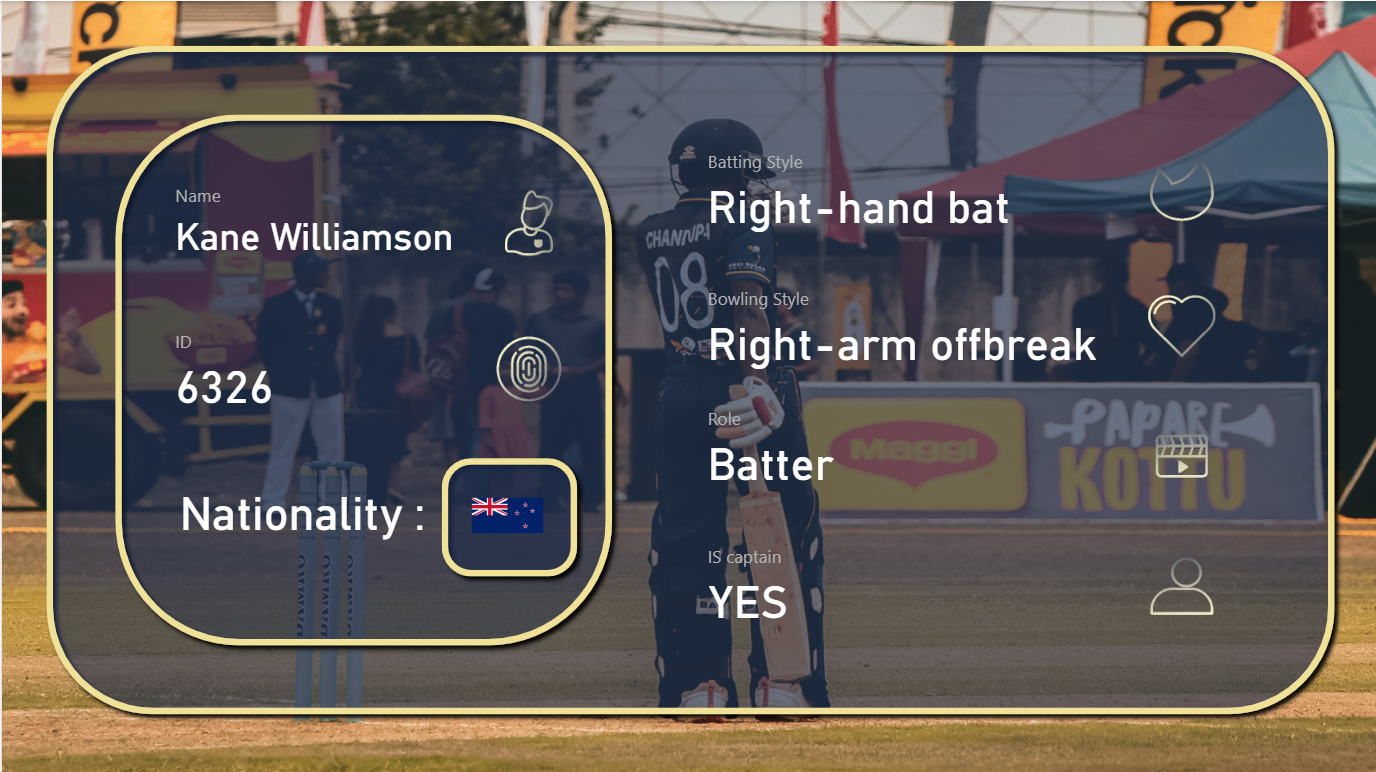 Name
Kane Williamson
ID
6326
Nationality :
Batting Style
Right-hand bat
Bowling Style
Right-arm offbreak
Role
Batter
IS captain
YES
08
Maggi
PAPARE
KOTTU